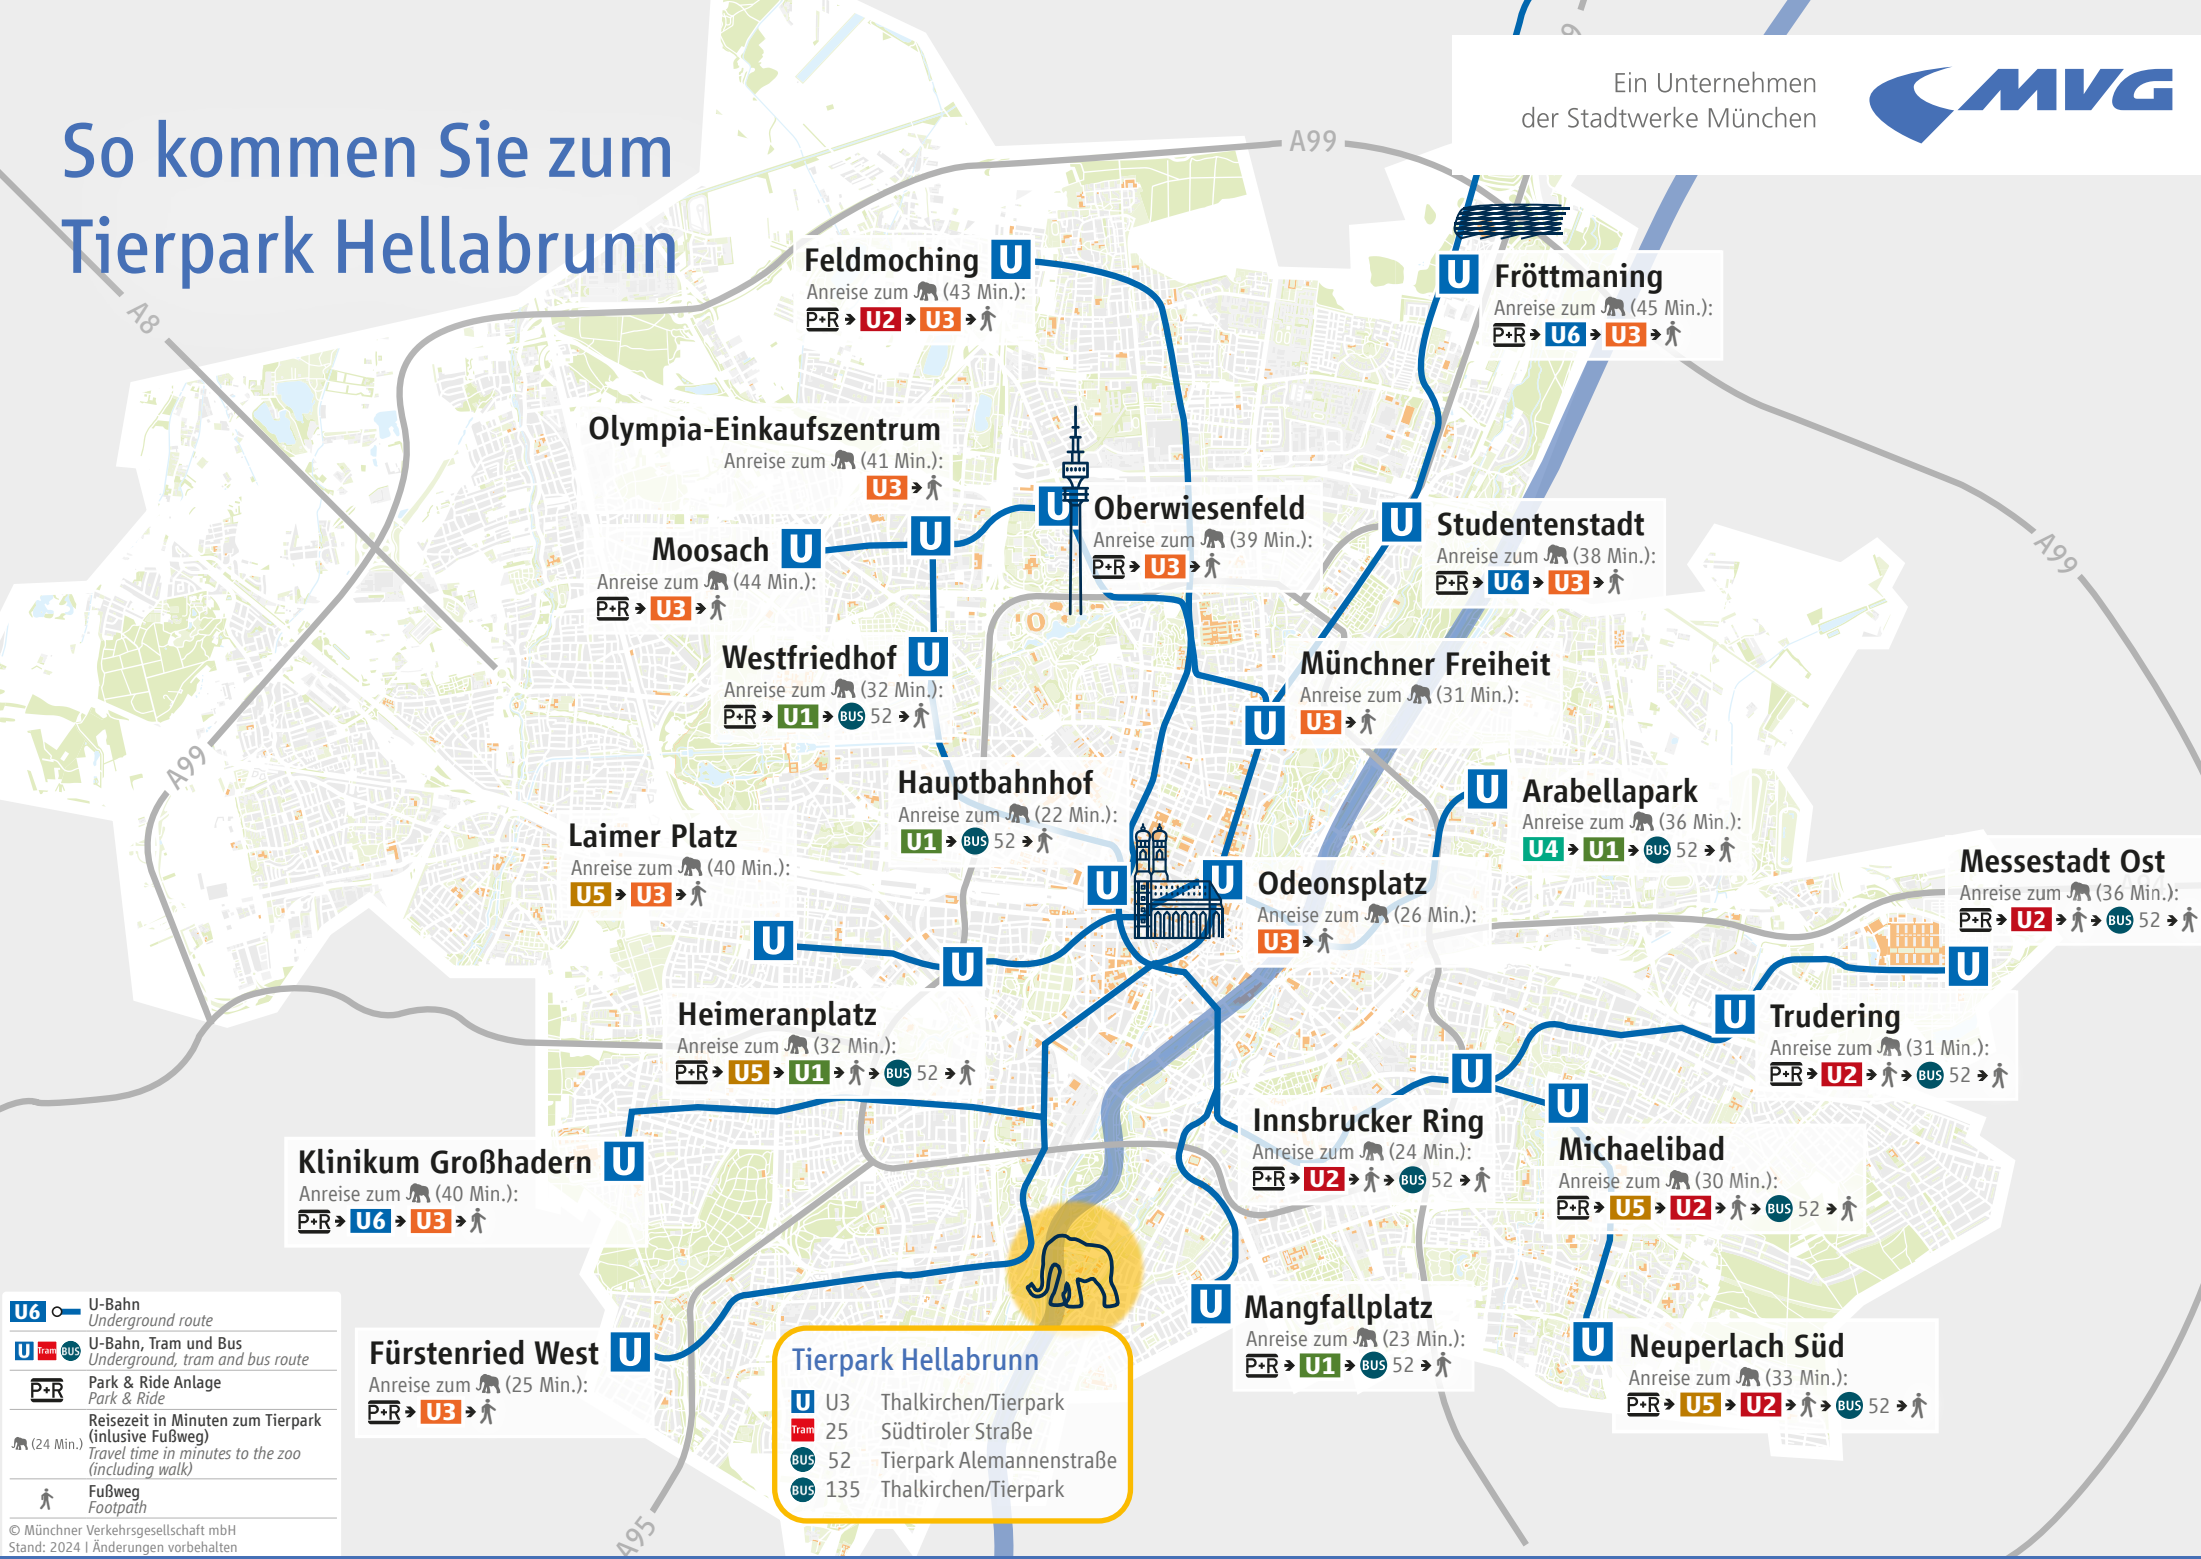 So kommen Sie zum
Tierpark Hellabrunn
Ein Unternehmen
der Stadtwerke München
MVG
A99
9
A8
Feldmoching U
Anreise zum (43 Min.):
P+R U2 U3
U Fröttmaning
Anreise zum (45 Min.):
P+R U6 U3
Olympia-Einkaufszentrum
Anreise zum (41 Min.):
U3
U
U Oberwiesenfeld
Anreise zum (39 Min.):
P+R U3
U Studentenstadt
Anreise zum (38 Min.):
P+R U6 U3
A99
Moosach U
Anreise zum (44 Min.):
P+R U3
Westfriedhof U
Anreise zum (32 Min.):
P+R U1 BUS 52
Münchner Freiheit
Anreise zum (31 Min.):
U3
U
A99
Hauptbahnhof
Anreise zum (22 Min.):
U1 BUS 52
U
U Arabellapark
Anreise zum (36 Min.):
U4 U1 BUS 52
Laimer Platz
Anreise zum (40 Min.):
U5 U3
U
U Odeonsplatz
Anreise zum (26 Min.):
U3
Messestadt Ost
Anreise zum (36 Min.):
P+R U2 BUS 52
U
U
Heimeranplatz
Anreise zum (32 Min.):
P+R U5 U1 BUS 52
U Trudering
Anreise zum (31 Min.):
P+R U2 BUS 52
U
Innsbrucker Ring
Anreise zum (24 Min.):
P+R U2 BUS 52
U
Michaelibad
Anreise zum (30 Min.):
P+R U5 U2 BUS 52
Klinikum Großhadern U
Anreise zum (40 Min.):
P+R U6 U3
U Mangfallplatz
Anreise zum (23 Min.):
P+R U1 BUS 52
U Neuperlach Süd
Anreise zum (33 Min.):
P+R U5 U2 BUS 52
Fürstenried West U
Anreise zum (25 Min.):
P+R U3
A95
Tierpark Hellabrunn
U U3 Thalkirchen/Tierpark
Tram 25 Südtiroler Straße
BUS 52 Tierpark Alemannenstraße
BUS 135 Thalkirchen/Tierpark
U6 U-Bahn
Underground route
U Tram BUS U-Bahn, Tram und Bus
Underground, tram and bus route
P+R Park & Ride Anlage
Park & Ride
Reisezeit in Minuten zum Tierpark
(24 Min.) (inlusive Fußweg)
Travel time in minutes to the zoo
(including walk)
Fußweg
Footpath
© Münchner Verkehrsgesellschaft mbH
Stand: 2024 | Änderungen vorbehalten